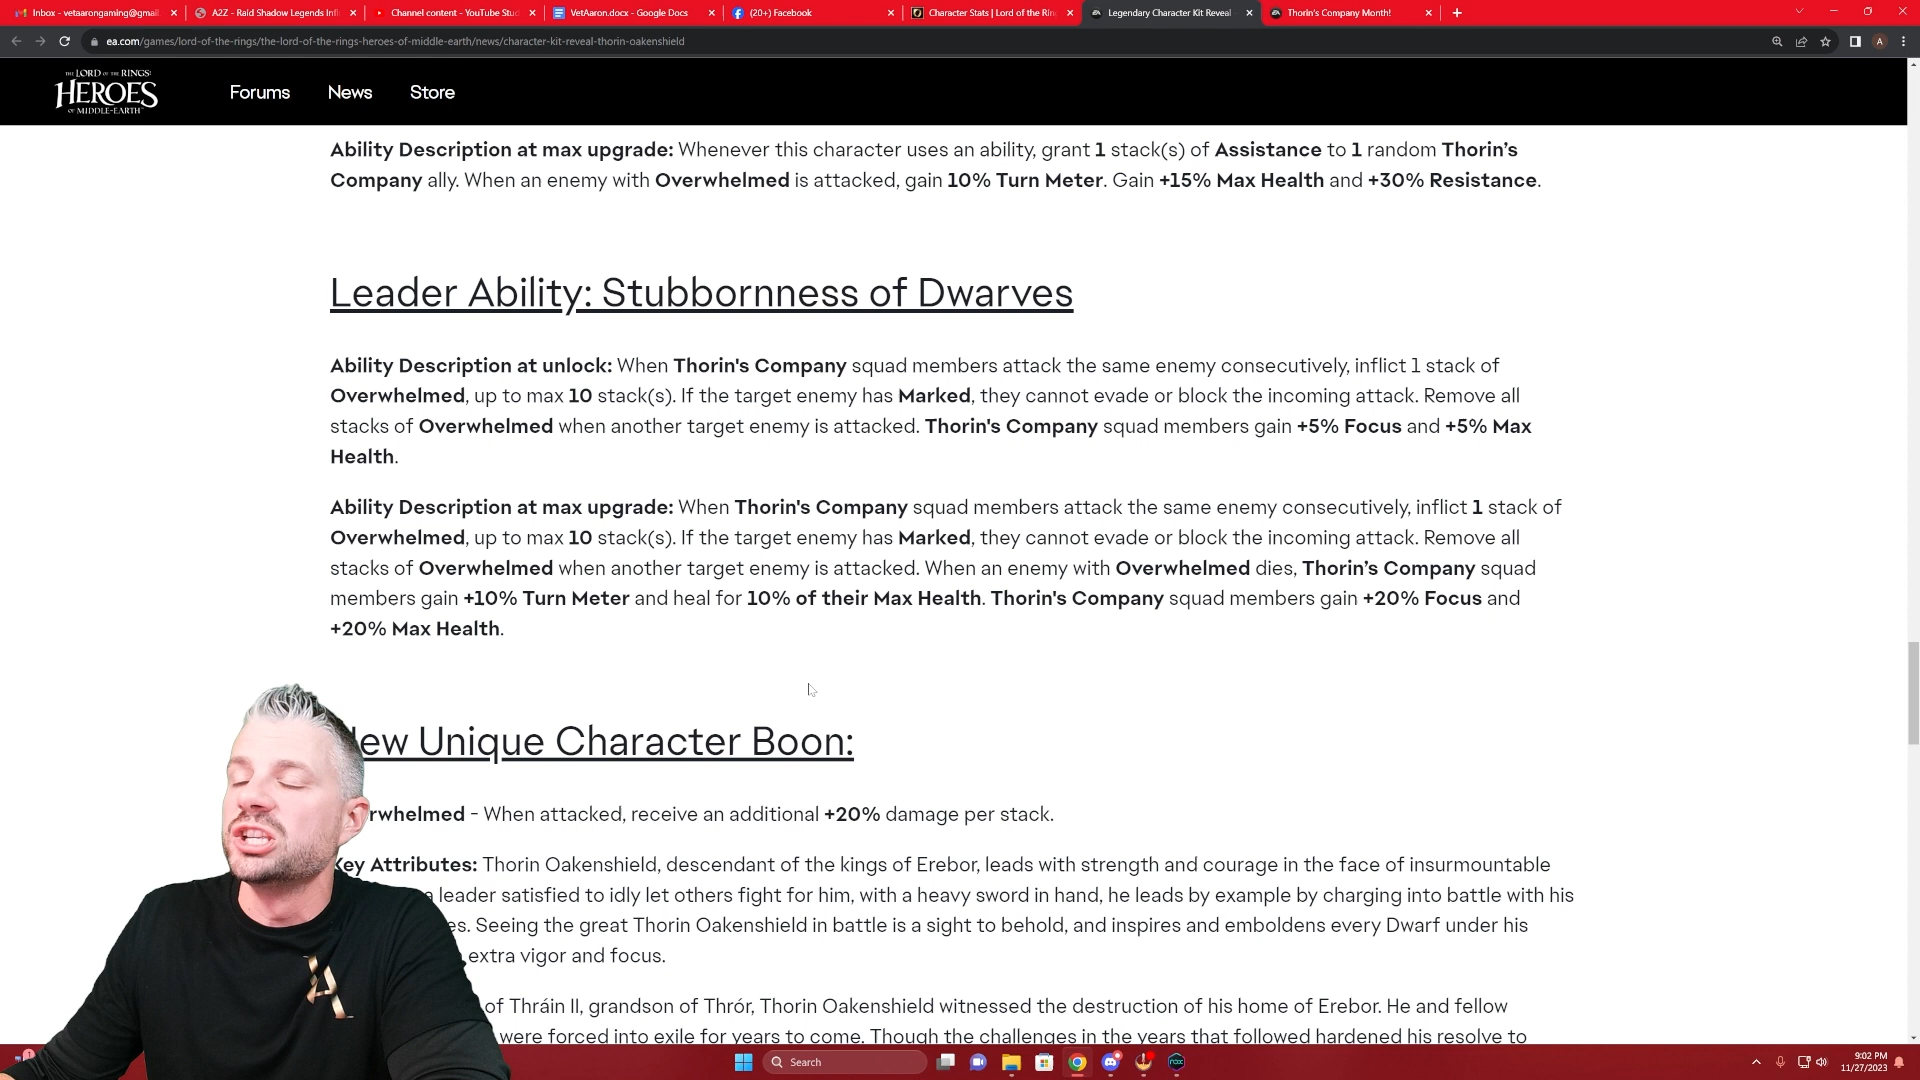 Inbox - vetaarongaming@gmail
A2Z - Raid Shadow Legends Infl
Channel content - YouTube Stud
VetAaron.docx - Google Docs
(20+) Facebook
Character Stats | Lord of the Rin
Legendary Character Kit Reveal
Thorin's Company Month!
ea.com/games/lord-of-the-rings/the-lord-of-the-rings-heroes-of-middle-earth/news/character-kit-reveal-thorin-oakenshield
A
THE LORD OF THE RINGS:
HEROES
OF MIDDLE-EARTH
Forums
News
Store
Ability Description at max upgrade: Whenever this character uses an ability, grant 1 stack(s) of Assistance to 1 random Thorin’s
Company ally. When an enemy with Overwhelmed is attacked, gain 10% Turn Meter. Gain +15% Max Health and +30% Resistance.
Leader Ability: Stubbornness of Dwarves
Ability Description at unlock: When Thorin's Company squad members attack the same enemy consecutively, inflict 1 stack of
Overwhelmed, up to max 10 stack(s). If the target enemy has Marked, they cannot evade or block the incoming attack. Remove all
stacks of Overwhelmed when another target enemy is attacked. Thorin's Company squad members gain +5% Focus and +5% Max
Health.
Ability Description at max upgrade: When Thorin's Company squad members attack the same enemy consecutively, inflict 1 stack of
Overwhelmed, up to max 10 stack(s). If the target enemy has Marked, they cannot evade or block the incoming attack. Remove all
stacks of Overwhelmed when another target enemy is attacked. When an enemy with Overwhelmed dies, Thorin’s Company squad
members gain +10% Turn Meter and heal for 10% of their Max Health. Thorin's Company squad members gain +20% Focus and
+20% Max Health.
ew Unique Character Boon:
rwhelmed - When attacked, receive an additional +20% damage per stack.
Key Attributes: Thorin Oakenshield, descendant of the kings of Erebor, leads with strength and courage in the face of insurmountable
a leader satisfied to idly let others fight for him, with a heavy sword in hand, he leads by example by charging into battle with his
es. Seeing the great Thorin Oakenshield in battle is a sight to behold, and inspires and emboldens every Dwarf under his
extra vigor and focus.
of Thráin II, grandson of Thrór, Thorin Oakenshield witnessed the destruction of his home of Erebor. He and fellow
were forced into exile for years to come. Though the challenges in the years that followed hardened his resolve to
A
Search
nox
9:02 PM
11/27/2023